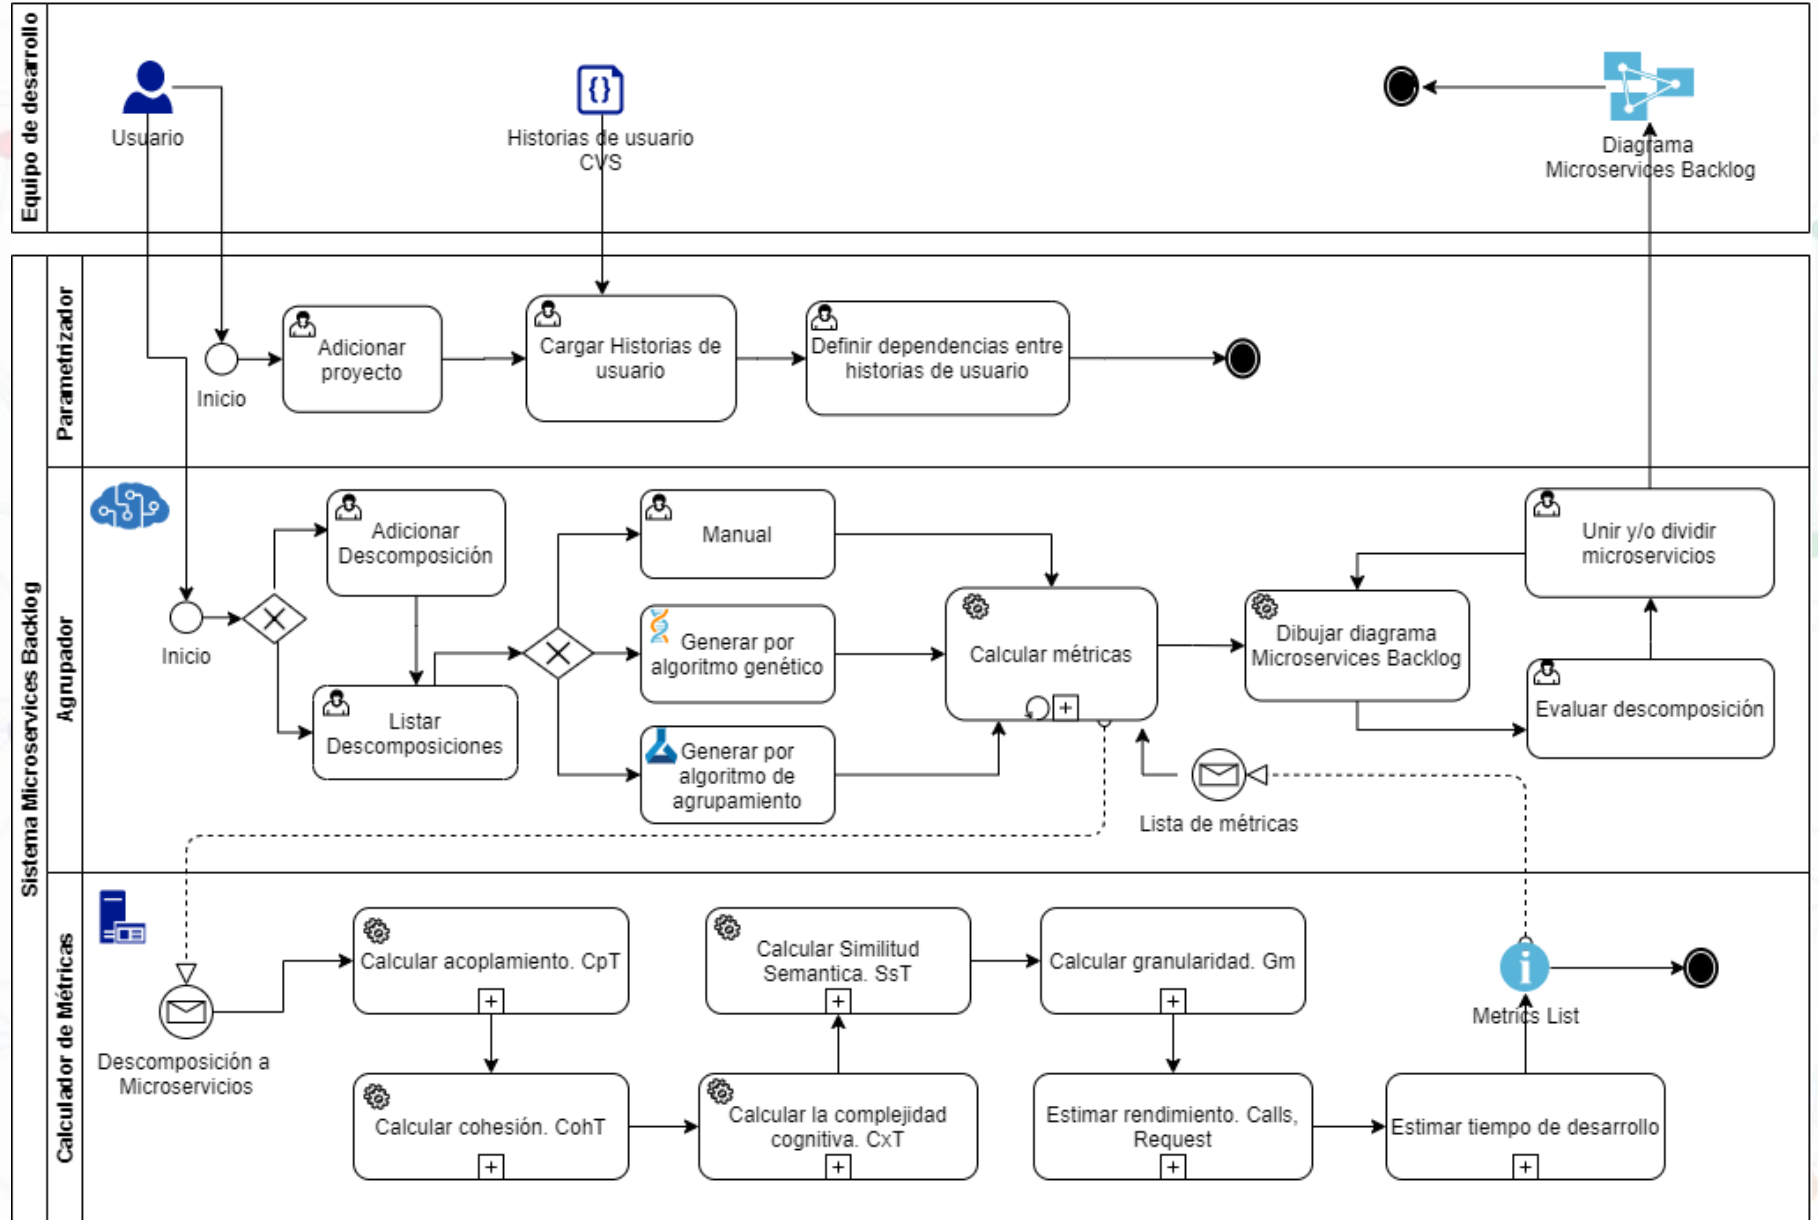 Equipo de desarrollo
Usuario
Historias de usuario
CVS
Diagrama
Microservices Backlog
Sistema Microservices Backlog
Parametrizador
Inicio
Adicionar
proyecto
Cargar Historias de
usuario
Definir dependencias entre
historias de usuario
Agrupador
Inicio
Adicionar
Descomposición
Listar
Descomposiciones
Manual
Generar por
algoritmo genético
Generar por
algoritmo de
agrupamiento
Calcular métricas
Lista de métricas
Dibujar diagrama
Microservices Backlog
Unir y/o dividir
microservicios
Evaluar descomposición
Calculador de Métricas
Descomposición a
Microservicios
Calcular acoplamiento. CpT
Calcular cohesión. CohT
Calcular Similitud
Semantica. SsT
Calcular la complejidad
cognitiva. CxT
Calcular granularidad. Gm
Estimar rendimiento. Calls,
Request
Estimar tiempo de desarrollo
Metrics List